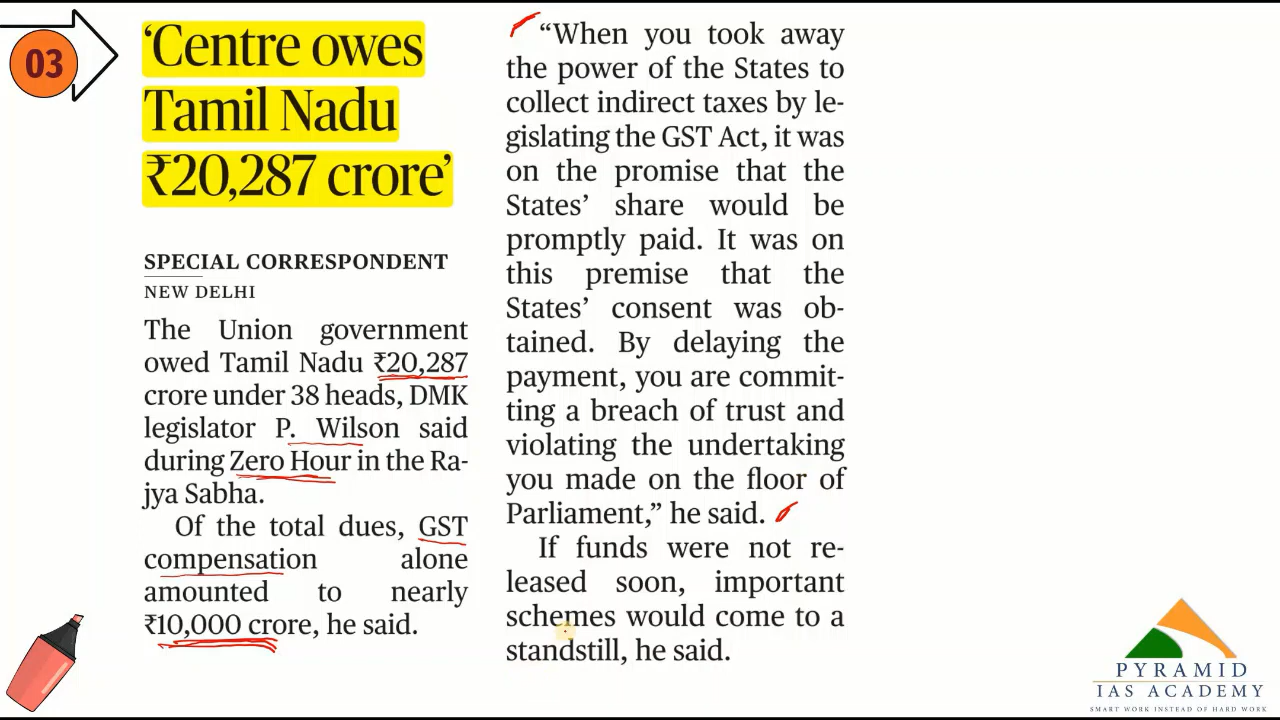 03
‘Centre owes
Tamil Nadu
₹20,287 crore’
SPECIAL CORRESPONDENT
NEW DELHI
The Union government
owed Tamil Nadu ₹20,287
crore under 38 heads, DMK
legislator P. Wilson said
during Zero Hour in the Ra-
jya Sabha.
Of the total dues, GST
compensation alone
amounted to nearly
₹10,000 crore, he said.
“When you took away
the power of the States to
collect indirect taxes by le-
gislating the GST Act, it was
on the promise that the
States’ share would be
promptly paid. It was on
this premise that the
States’ consent was ob-
tained. By delaying the
payment, you are commit-
ting a breach of trust and
violating the undertaking
you made on the floor of
Parliament,” he said.
If funds were not re-
leased soon, important
schemes would come to a
standstill, he said.
PYRAMID
IAS ACADEMY
SMART WORK INSTEAD OF HARD WORK